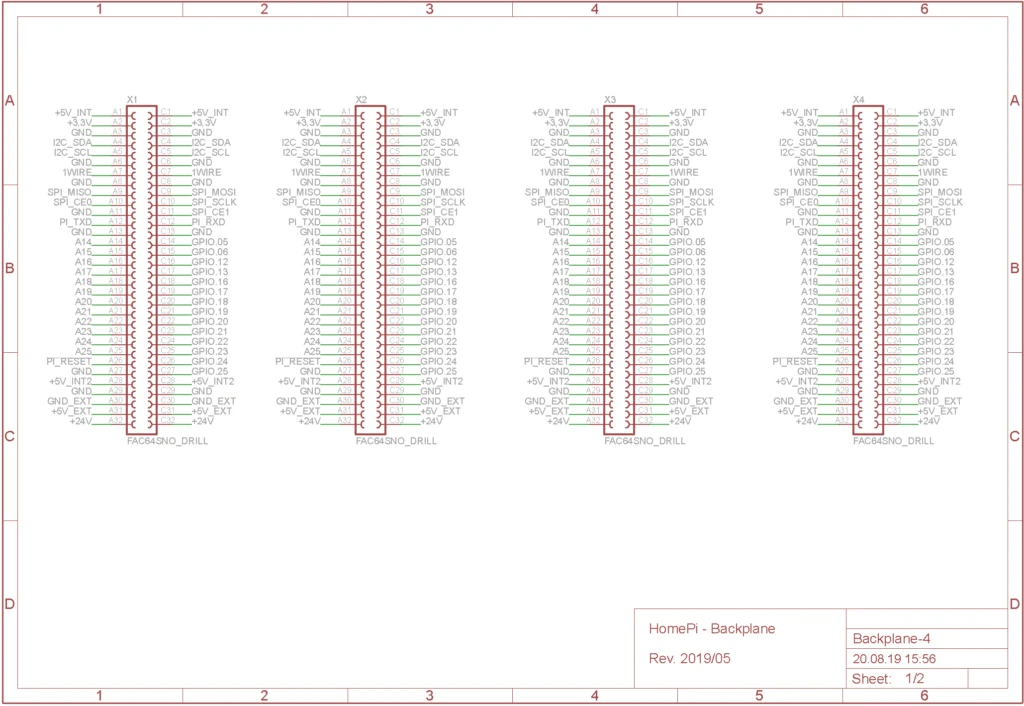 1 2 3 4 5 6
A A
X1 X2 X3 X4
+5V_INT A1 C1 +5V_INT +5V_INT A1 C1 +5V_INT +5V_INT A1 C1 +5V_INT +5V_INT A1 C1 +5V_INT
+3,3V A2 C2 +3,3V +3,3V A2 C2 +3,3V +3,3V A2 C2 +3,3V +3,3V A2 C2 +3,3V
GND A3 C3 GND GND A3 C3 GND GND A3 C3 GND GND A3 C3 GND
I2C_SDA A4 C4 I2C_SDA I2C_SDA A4 C4 I2C_SDA I2C_SDA A4 C4 I2C_SDA I2C_SDA A4 C4 I2C_SDA
I2C_SCL A5 C5 I2C_SCL I2C_SCL A5 C5 I2C_SCL I2C_SCL A5 C5 I2C_SCL I2C_SCL A5 C5 I2C_SCL
GND A6 C6 GND GND A6 C6 GND GND A6 C6 GND GND A6 C6 GND
1WIRE A7 C7 1WIRE 1WIRE A7 C7 1WIRE 1WIRE A7 C7 1WIRE 1WIRE A7 C7 1WIRE
GND A8 C8 GND GND A8 C8 GND GND A8 C8 GND GND A8 C8 GND
SPI_MISO A9 C9 SPI_MOSI SPI_MISO A9 C9 SPI_MOSI SPI_MISO A9 C9 SPI_MOSI SPI_MISO A9 C9 SPI_MOSI
SPI_CE0 A10 C10 SPI_SCLK SPI_CE0 A10 C10 SPI_SCLK SPI_CE0 A10 C10 SPI_SCLK SPI_CE0 A10 C10 SPI_SCLK
GND A11 C11 SPI_CE1 GND A11 C11 SPI_CE1 GND A11 C11 SPI_CE1 GND A11 C11 SPI_CE1
PI_TXD A12 C12 PI_RXD PI_TXD A12 C12 PI_RXD PI_TXD A12 C12 PI_RXD PI_TXD A12 C12 PI_RXD
GND A13 C13 GND GND A13 C13 GND GND A13 C13 GND GND A13 C13 GND
A14 A14 C14 GPIO.05 A14 A14 C14 GPIO.05 A14 A14 C14 GPIO.05 A14 A14 C14 GPIO.05
A15 A15 C15 GPIO.06 A15 A15 C15 GPIO.06 A15 A15 C15 GPIO.06 A15 A15 C15 GPIO.06
A16 A16 C16 GPIO.12 A16 A16 C16 GPIO.12 A16 A16 C16 GPIO.12 A16 A16 C16 GPIO.12
B B
A17 A17 C17 GPIO.13 A17 A17 C17 GPIO.13 A17 A17 C17 GPIO.13 A17 A17 C17 GPIO.13
A18 A18 C18 GPIO.16 A18 A18 C18 GPIO.16 A18 A18 C18 GPIO.16 A18 A18 C18 GPIO.16
A19 A19 C19 GPIO.17 A19 A19 C19 GPIO.17 A19 A19 C19 GPIO.17 A19 A19 C19 GPIO.17
A20 A20 C20 GPIO.18 A20 A20 C20 GPIO.18 A20 A20 C20 GPIO.18 A20 A20 C20 GPIO.18
A21 A21 C21 GPIO.19 A21 A21 C21 GPIO.19 A21 A21 C21 GPIO.19 A21 A21 C21 GPIO.19
A22 A22 C22 GPIO.20 A22 A22 C22 GPIO.20 A22 A22 C22 GPIO.20 A22 A22 C22 GPIO.20
A23 A23 C23 GPIO.21 A23 A23 C23 GPIO.21 A23 A23 C23 GPIO.21 A23 A23 C23 GPIO.21
A24 A24 C24 GPIO.22 A24 A24 C24 GPIO.22 A24 A24 C24 GPIO.22 A24 A24 C24 GPIO.22
A25 A25 C25 GPIO.23 A25 A25 C25 GPIO.23 A25 A25 C25 GPIO.23 A25 A25 C25 GPIO.23
PI_RESET A26 C26 GPIO.24 PI_RESET A26 C26 GPIO.24 PI_RESET A26 C26 GPIO.24 PI_RESET A26 C26 GPIO.24
GND A27 C27 GPIO.25 GND A27 C27 GPIO.25 GND A27 C27 GPIO.25 GND A27 C27 GPIO.25
+5V_INT2 A28 C28 +5V_INT2 +5V_INT2 A28 C28 +5V_INT2 +5V_INT2 A28 C28 +5V_INT2 +5V_INT2 A28 C28 +5V_INT2
GND A29 C29 GND GND A29 C29 GND GND A29 C29 GND GND A29 C29 GND
GND_EXT A30 C30 GND_EXT GND_EXT A30 C30 GND_EXT GND_EXT A30 C30 GND_EXT GND_EXT A30 C30 GND_EXT
+5V_EXT A31 C31 +5V_EXT +5V_EXT A31 C31 +5V_EXT +5V_EXT A31 C31 +5V_EXT +5V_EXT A31 C31 +5V_EXT
+24V A32 C32 +24V +24V A32 C32 +24V +24V A32 C32 +24V +24V A32 C32 +24V
C C
FAC64SNO_DRILL FAC64SNO_DRILL FAC64SNO_DRILL FAC64SNO_DRILL
D D
HomePi - Backplane
Rev. 2019/05
Backplane-4
20.08.19 15:56
Sheet: 1/2
1 2 3 4 5 6